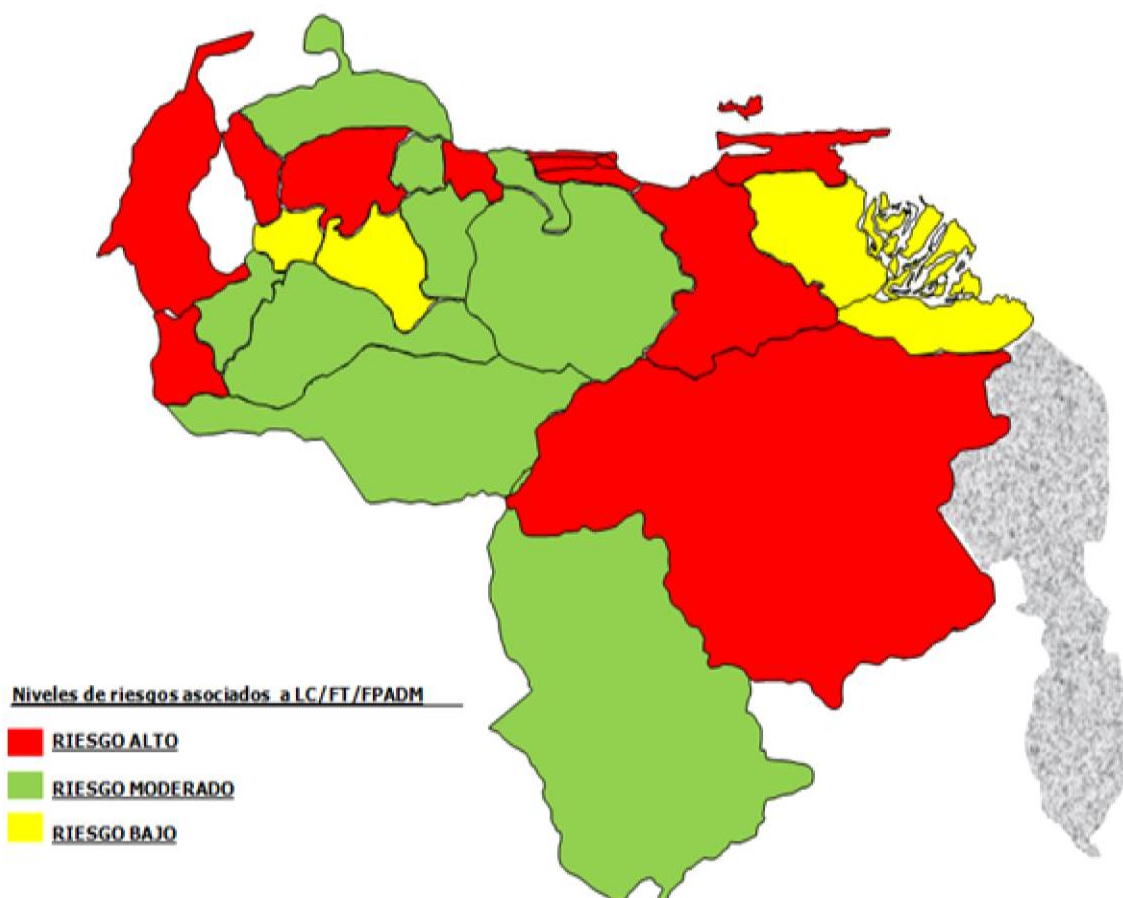 Niveles de riesgos asociados a LC/FT/FPADM
RIESGO ALTO
RIESGO MODERADO
RIESGO BAJO